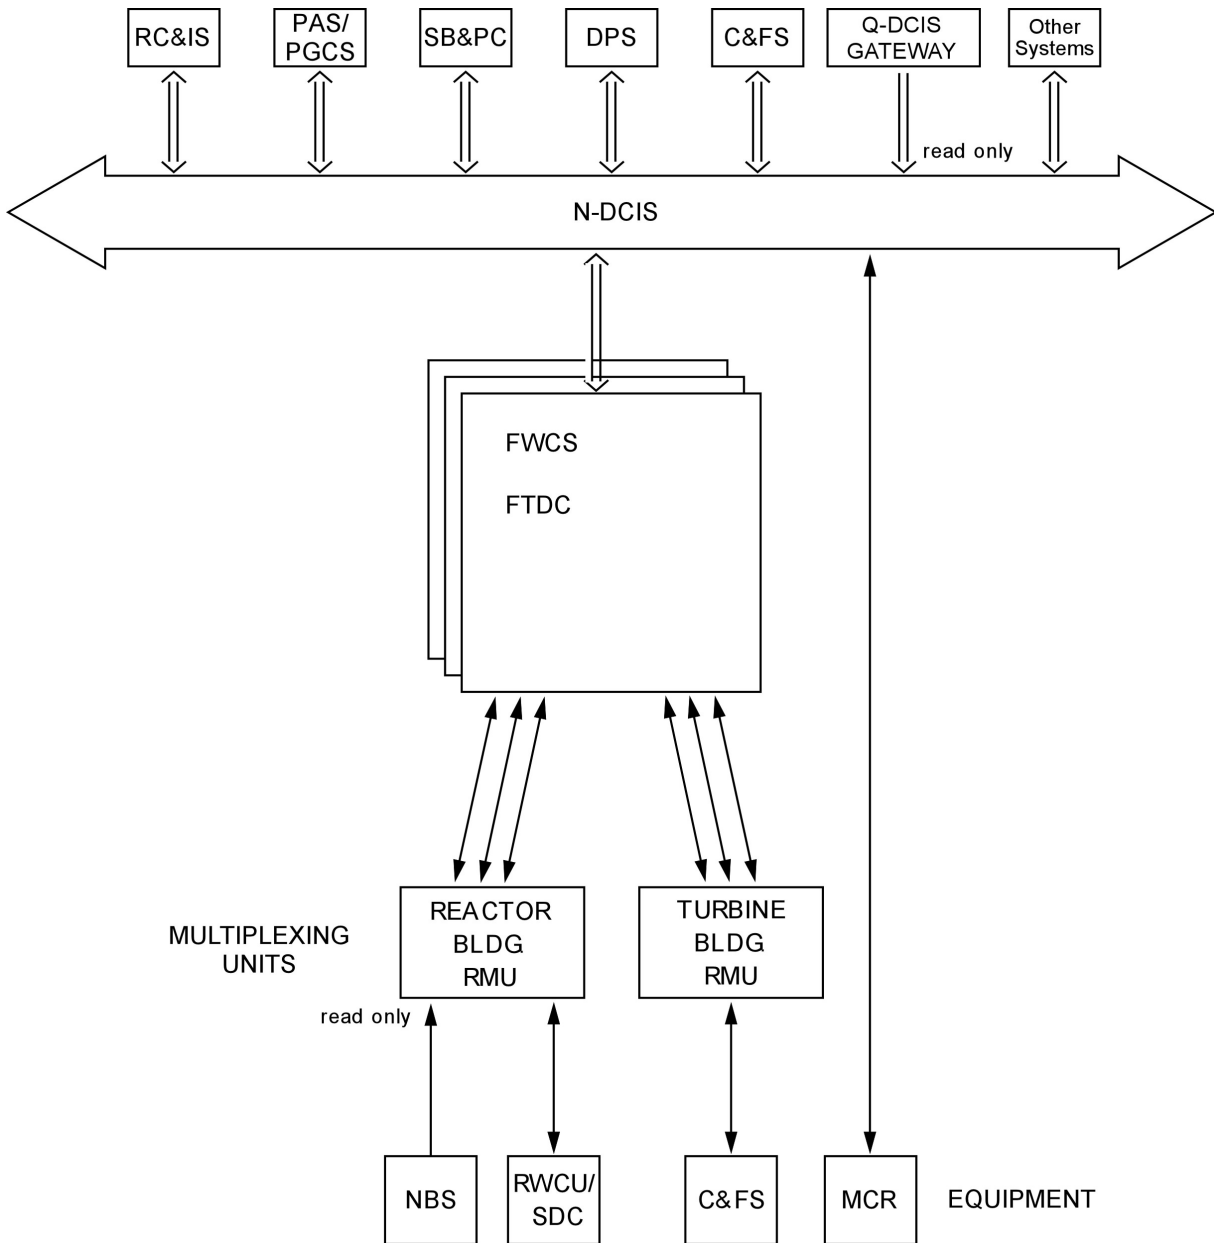 RC&IS
PAS/
PGCS
SB&PC
DPS
C&FS
Q-DCIS
GATEWAY
Other
Systems
read only
N-DCIS
FWCS
FTDC
MULTIPLEXING
UNITS
REACTOR
BLDG
RMU
TURBINE
BLDG
RMU
read only
NBS
RWCU/
SDC
C&FS
MCR
EQUIPMENT